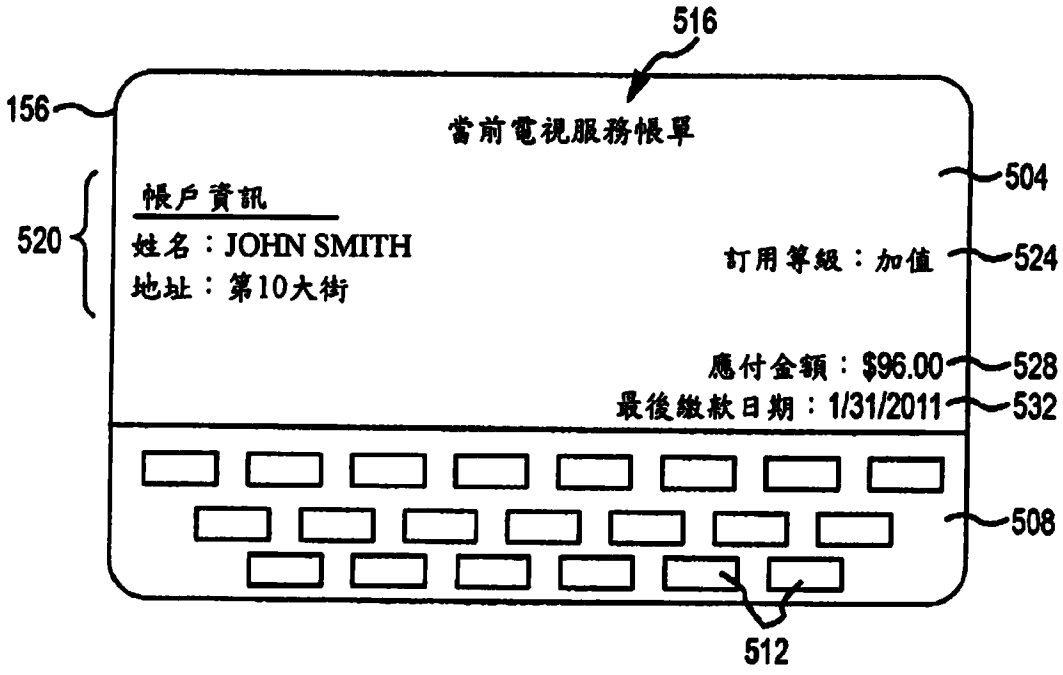 516
156
當前電視服務帳單
504
帳戶資訊
520
姓名：JOHN SMITH
訂用等級：加值
524
地址：第10大街
應付金額：$96.00
528
最後繳款日期：1/31/2011
532
508
512